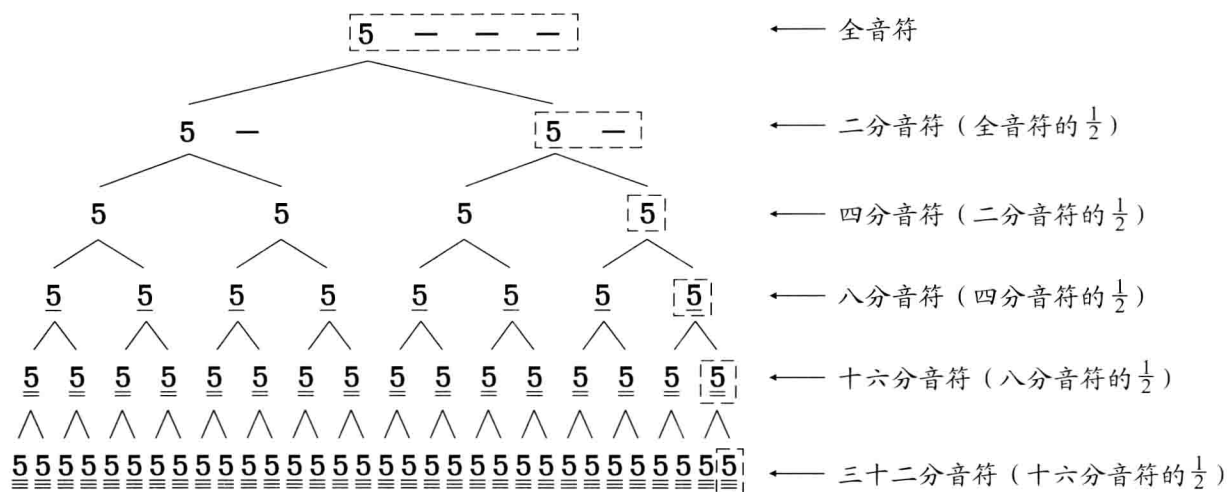 5 — — — ← 全音符
5 — 5 — ← 二分音符（全音符的 1/2）
5 5 5 5 ← 四分音符（二分音符的 1/2）
5 5 5 5 5 5 5 5 ← 八分音符（四分音符的 1/2）
5 5 5 5 5 5 5 5 5 5 5 5 5 5 5 5 ← 十六分音符（八分音符的 1/2）
5 5 5 5 5 5 5 5 5 5 5 5 5 5 5 5 5 5 5 5 5 5 5 5 5 5 5 5 5 5 5 5 ← 三十二分音符（十六分音符的 1/2）